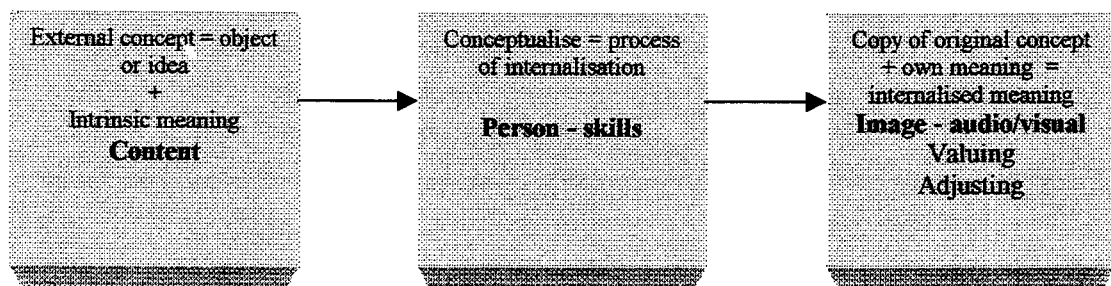 External concept = object
or idea
+
Intrinsic meaning
Content
Conceptualise = process
of internalisation
Person - skills
Copy of original concept
+ own meaning =
internalised meaning
Image - audio/visual
Valuing
Adjusting